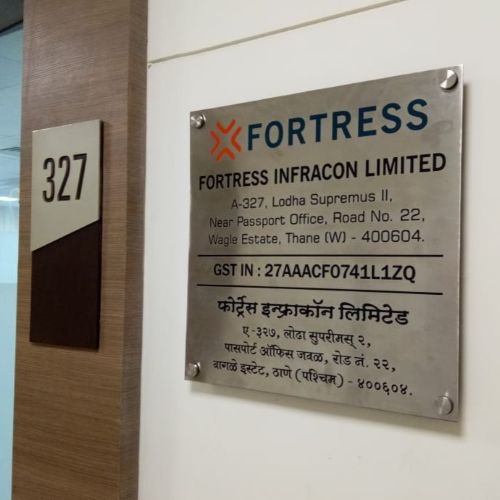 327
FORTRESS
FORTRESS INFRACON LIMITED
A-327, Lodha Supremus II,
Near Passport Office, Road No. 22,
Wagle Estate, Thane (W) - 400604.
GST IN : 27AAACF0741L1ZQ
फोर्ट्रेस इन्फ्राकॉन लिमिटेड
ए -३२७, लोढा सुपरीमस् २,
पासपोर्ट ऑफिस जवळ, रोड नं. २२,
वागळे इस्टेट, ठाणे (पश्चिम) - ४००६०४.